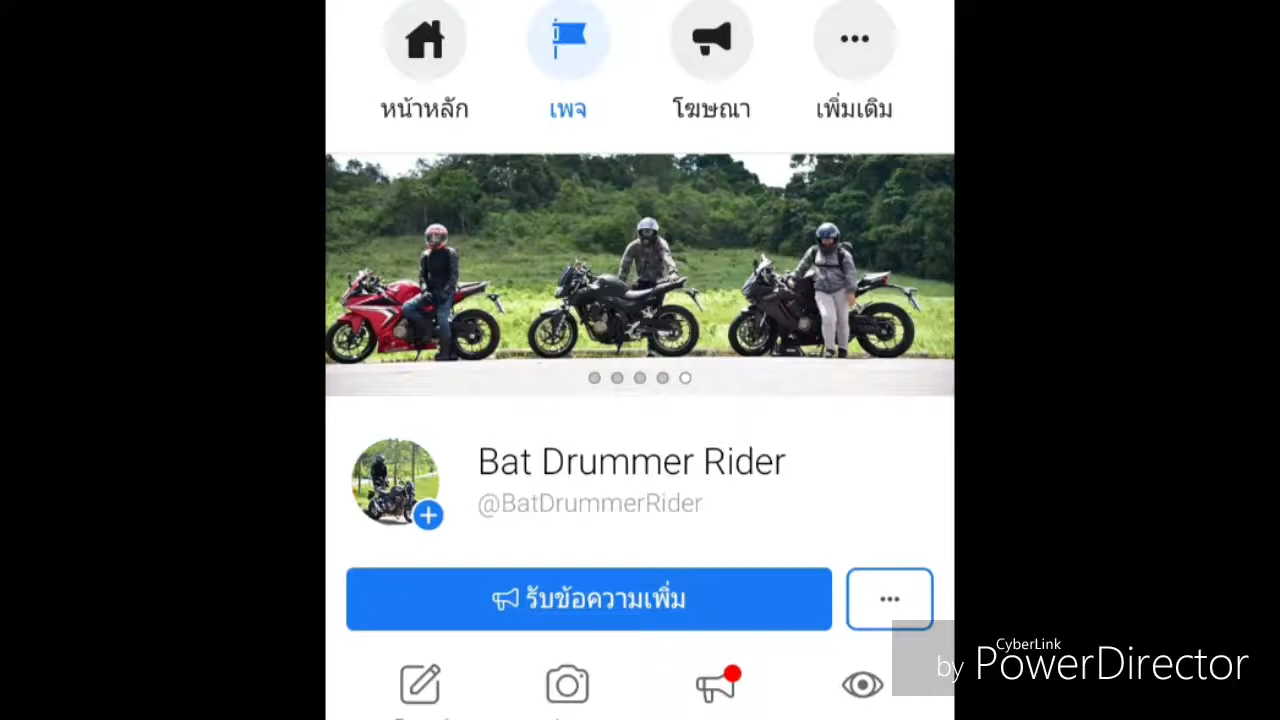 หน้าหลัก เพจ โฆษณา เพิ่มเติม
Bat Drummer Rider
@BatDrummerRider
รับข้อความเพิ่ม
CyberLink
by PowerDirector